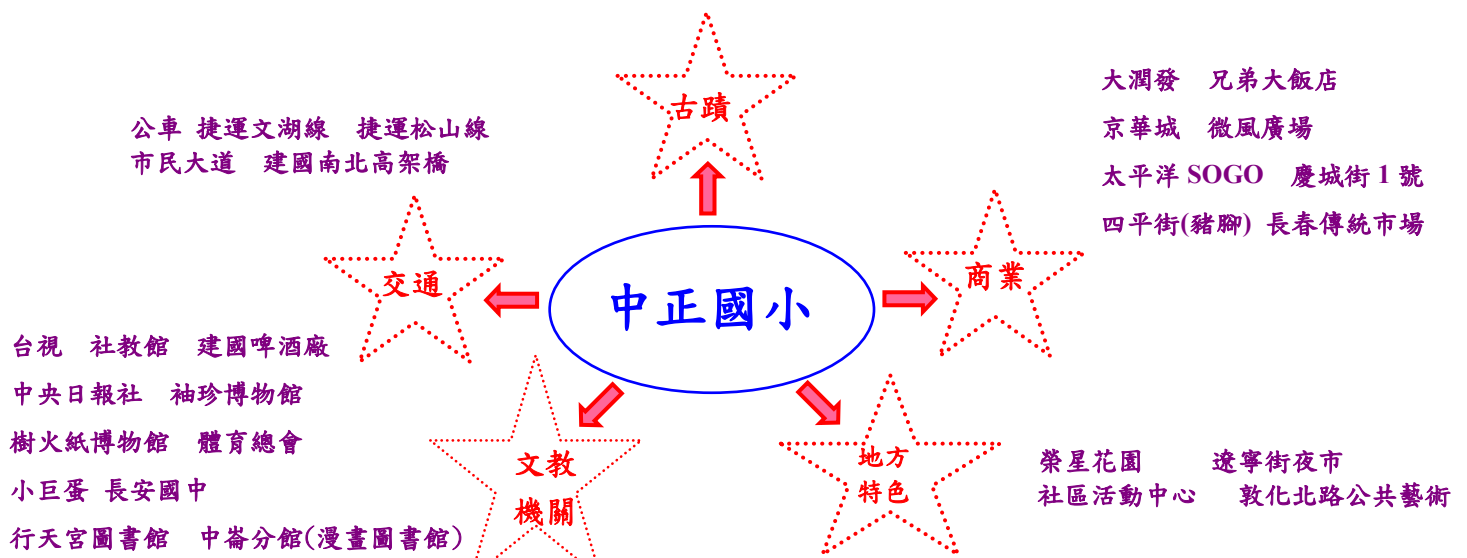 古蹟
大潤發 兄弟大飯店
京華城 微風廣場
太平洋 SOGO 慶城街 1 號
四平街(豬腳) 長春傳統市場
公車 捷運文湖線 捷運松山線
市民大道 建國南北高架橋
交通
商業
中正國小
台視 社教館 建國啤酒廠
中央日報社 袖珍博物館
樹火紙博物館 體育總會
小巨蛋 長安國中
行天宮圖書館 中崙分館(漫畫圖書館)
文教
機關
地方
特色
榮星花園 遼寧街夜市
社區活動中心 敦化北路公共藝術